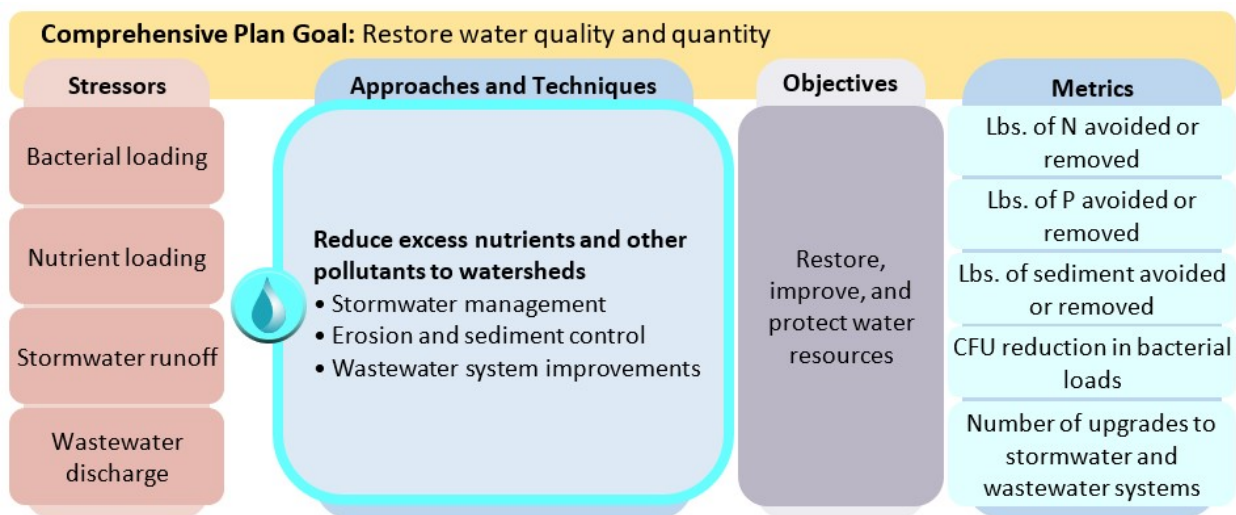 Comprehensive Plan Goal: Restore water quality and quantity
Stressors
Bacterial loading
Nutrient loading
Stormwater runoff
Wastewater
discharge
Approaches and Techniques
Reduce excess nutrients and other
pollutants to watersheds
• Stormwater management
• Erosion and sediment control
• Wastewater system improvements
Objectives
Restore,
improve, and
protect water
resources
Metrics
Lbs. of N avoided or
removed
Lbs. of P avoided or
removed
Lbs. of sediment avoided
or removed
CFU reduction in bacterial
loads
Number of upgrades to
stormwater and
wastewater systems